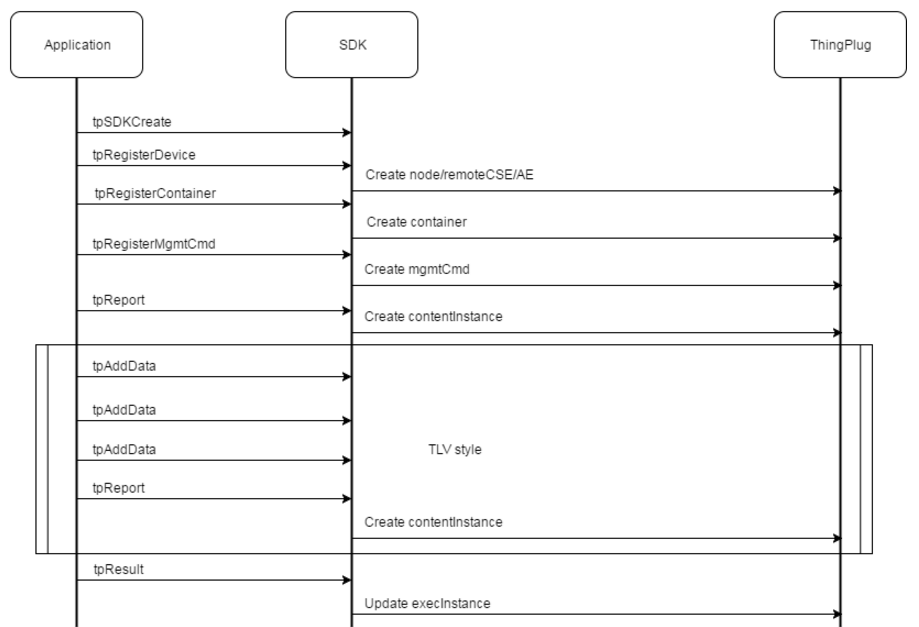 Application
SDK
ThingPlug
tpSDKCreate
tpRegisterDevice
Create node/remoteCSE/AE
tpRegisterContainer
Create container
tpRegisterMgmtCmd
Create mgmtCmd
tpReport
Create contentInstance
tpAddData
tpAddData
tpAddData
TLV style
tpReport
Create contentInstance
tpResult
Update execInstance